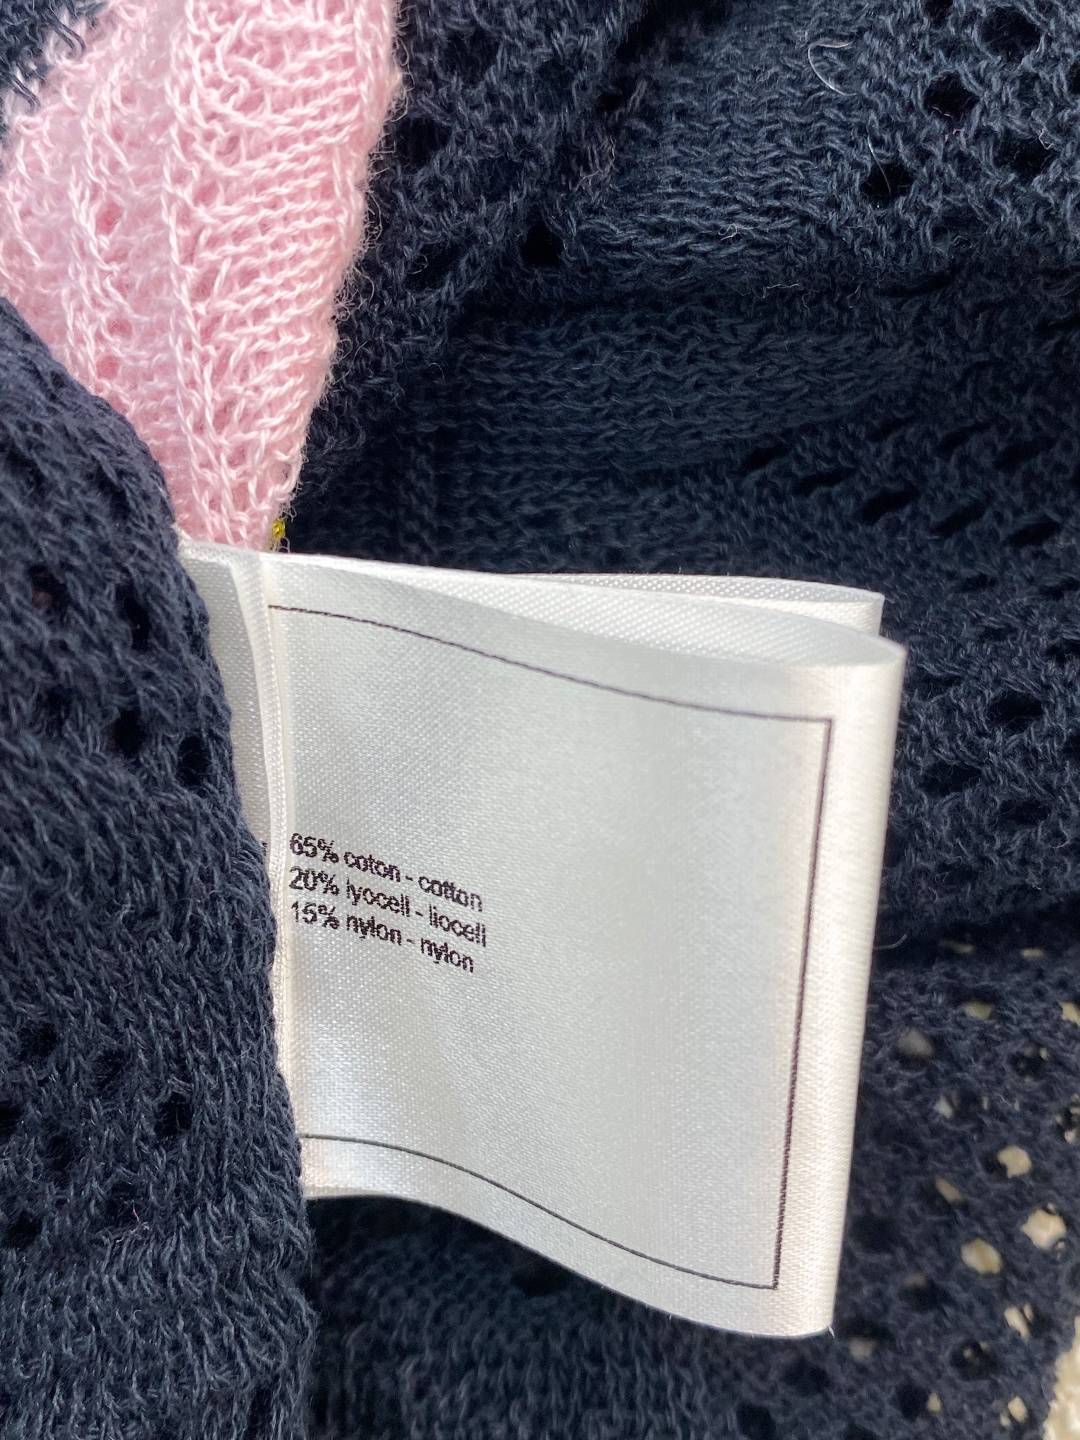 65% coton - cotton
20% lyocell - liocell
15% nylon - nylon